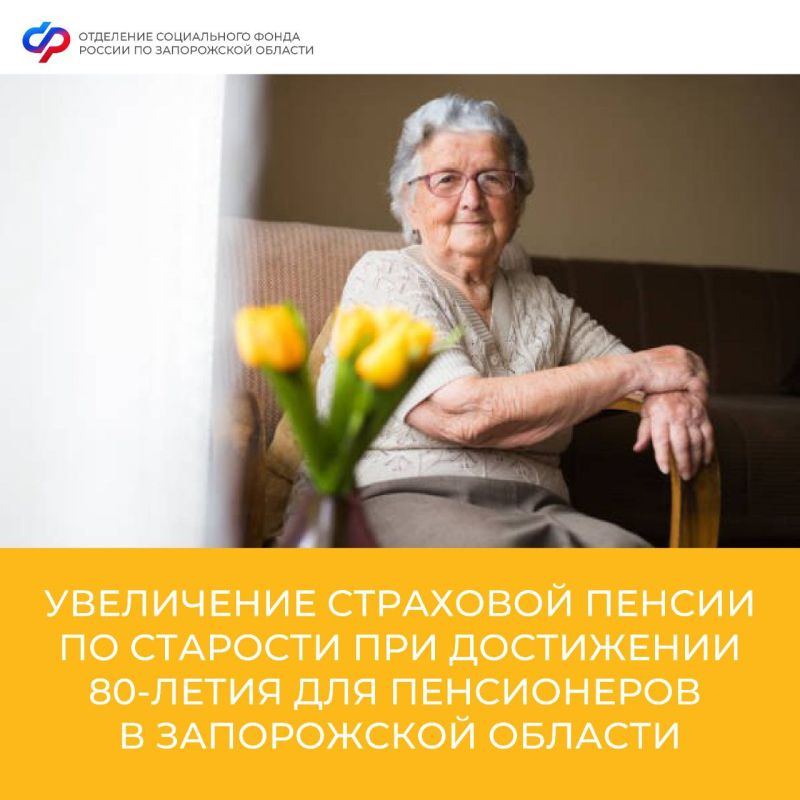 ОТДЕЛЕНИЕ СОЦИАЛЬНОГО ФОНДА
РОССИИ ПО ЗАПОРОЖСКОЙ ОБЛАСТИ
УВЕЛИЧЕНИЕ СТРАХОВОЙ ПЕНСИИ
ПО СТАРОСТИ ПРИ ДОСТИЖЕНИИ
80-ЛЕТИЯ ДЛЯ ПЕНСИОНЕРОВ
В ЗАПОРОЖСКОЙ ОБЛАСТИ